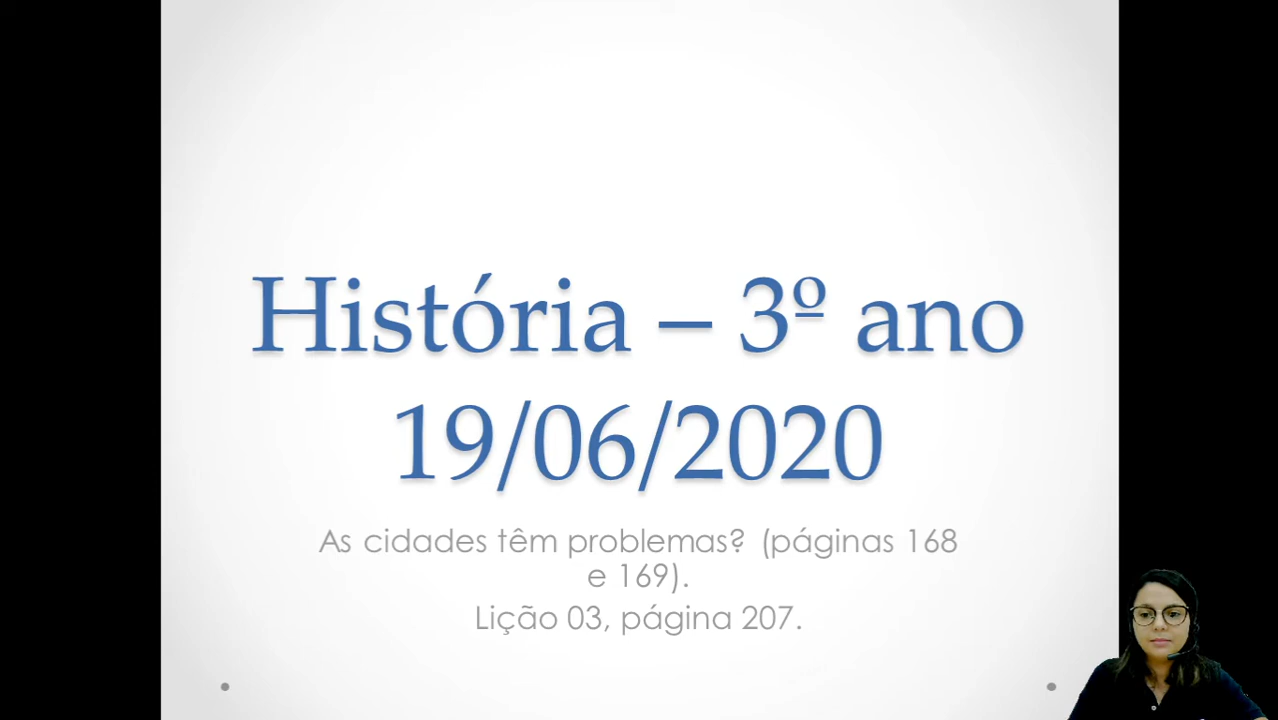 História – 3º ano
19/06/2020
As cidades têm problemas? (páginas 168
e 169).
Lição 03, página 207.